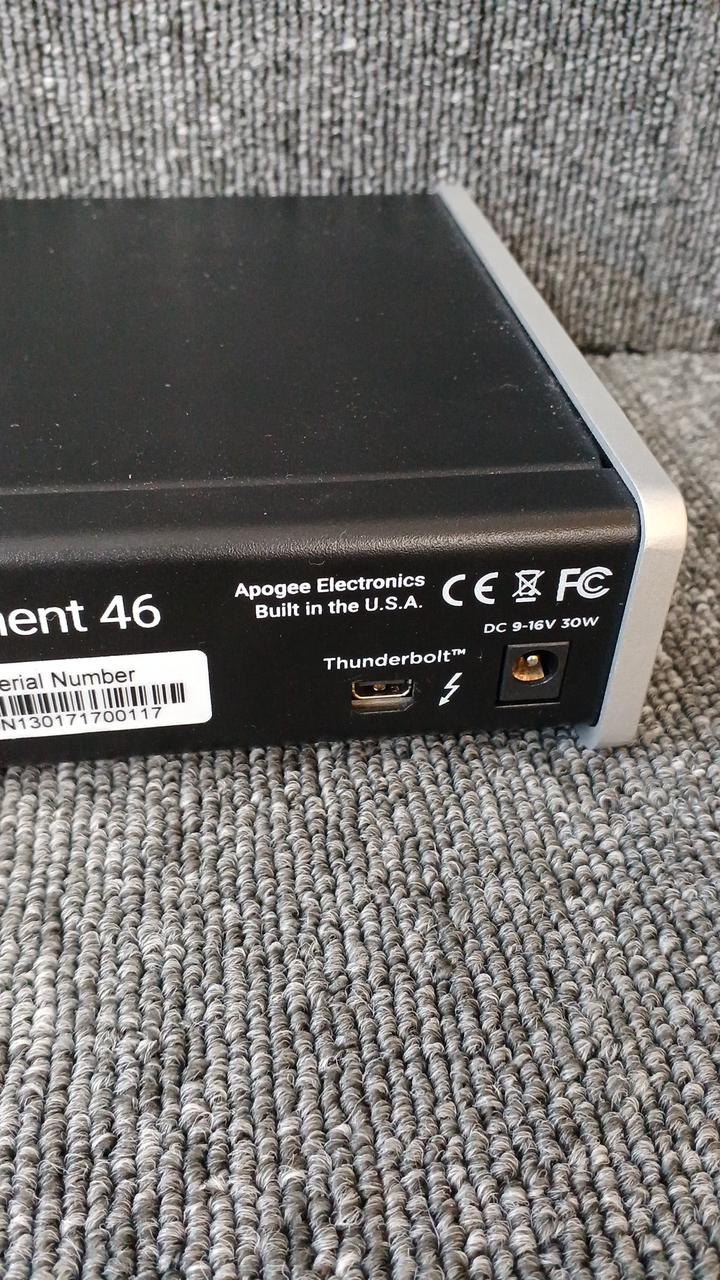 Apogee Electronics
Built in the U.S.A.
CE FC
DC 9-16V 30W
ment 46
Thunderbolt™
erial Number
N130171700117